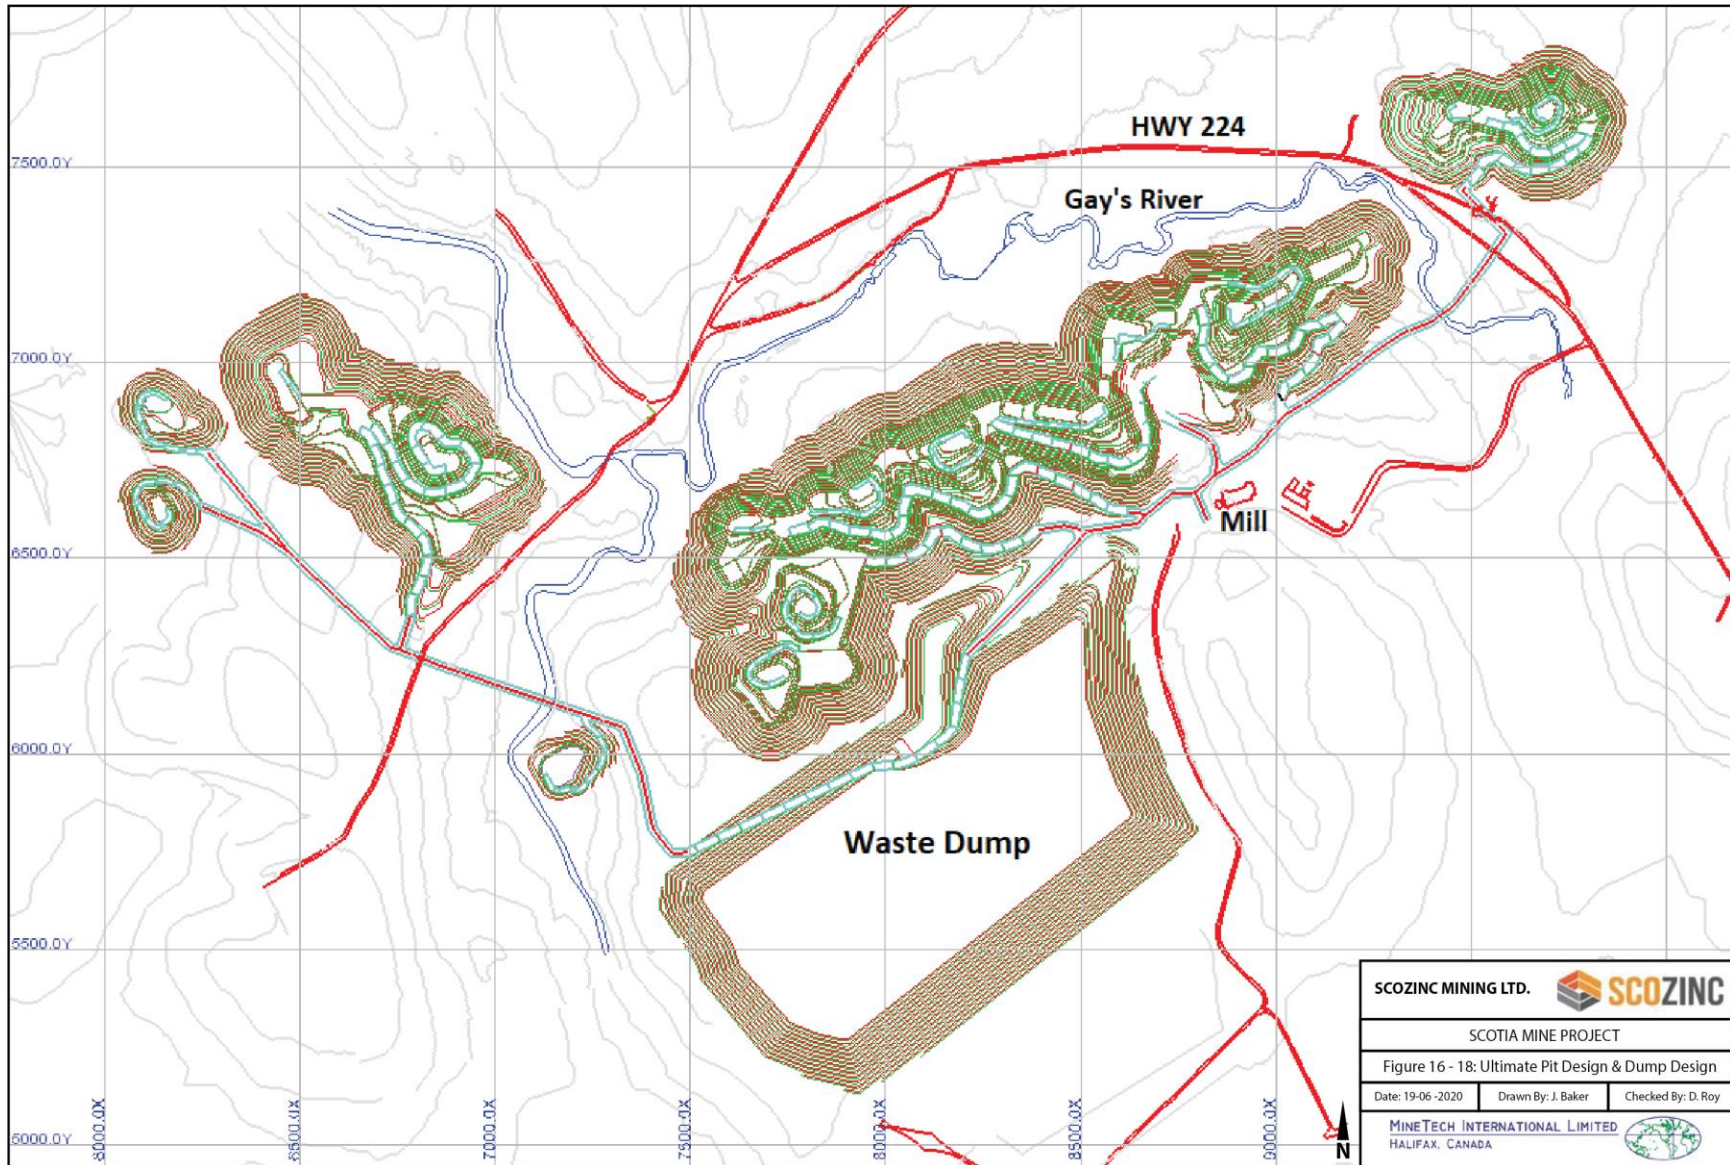 HWY 224
7500.0Y
Gay's River
7000.0Y
6500.0Y
Mill
6000.0Y
Waste Dump
5500.0Y
5000.0Y
6000.0X
6500.0X
7000.0X
7500.0X
8000.0X
8500.0X
9000.0X
N
SCOZINC MINING LTD.
SCOZINC
SCOTIA MINE PROJECT
Figure 16 - 18: Ultimate Pit Design & Dump Design
Date: 19-06 -2020
Drawn By: J. Baker
Checked By: D. Roy
MINETECH INTERNATIONAL LIMITED
HALIFAX, CANADA